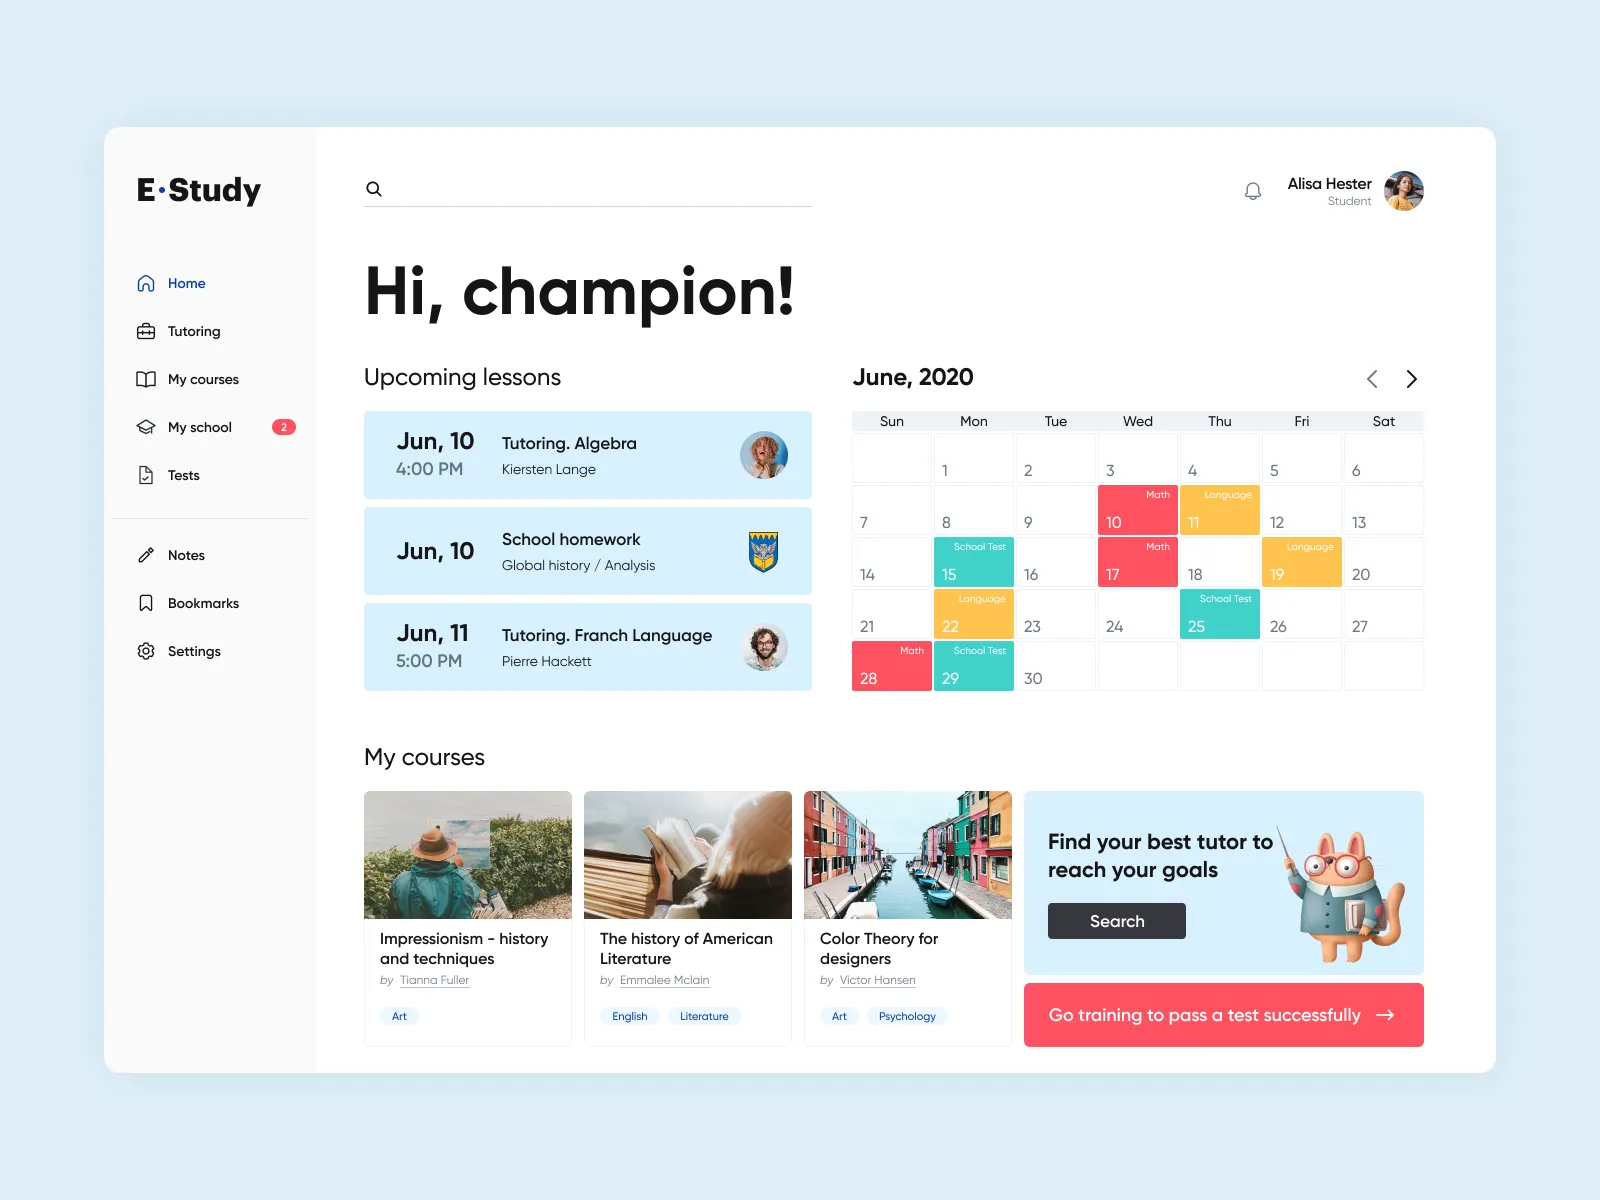 E·Study
Home
Tutoring
My courses
My school 2
Tests
Notes
Bookmarks
Settings
Alisa Hester
Student
Hi, champion!
Upcoming lessons
Jun, 10
4:00 PM
Tutoring. Algebra
Kiersten Lange
Jun, 10
School homework
Global history / Analysis
Jun, 11
5:00 PM
Tutoring. Franch Language
Pierre Hackett
June, 2020
Sun Mon Tue Wed Thu Fri Sat
1 2 3 4 5 6
Math Language
7 8 9 10 11 12 13
School Test Math Language
14 15 16 17 18 19 20
Language School Test
21 22 23 24 25 26 27
Math School Test
28 29 30
My courses
Impressionism - history
and techniques
by Tianna Fuller
Art
The history of American
Literature
by Emmalee Mclain
English Literature
Color Theory for
designers
by Victor Hansen
Art Psychology
Find your best tutor to
reach your goals
Search
Go training to pass a test successfully →